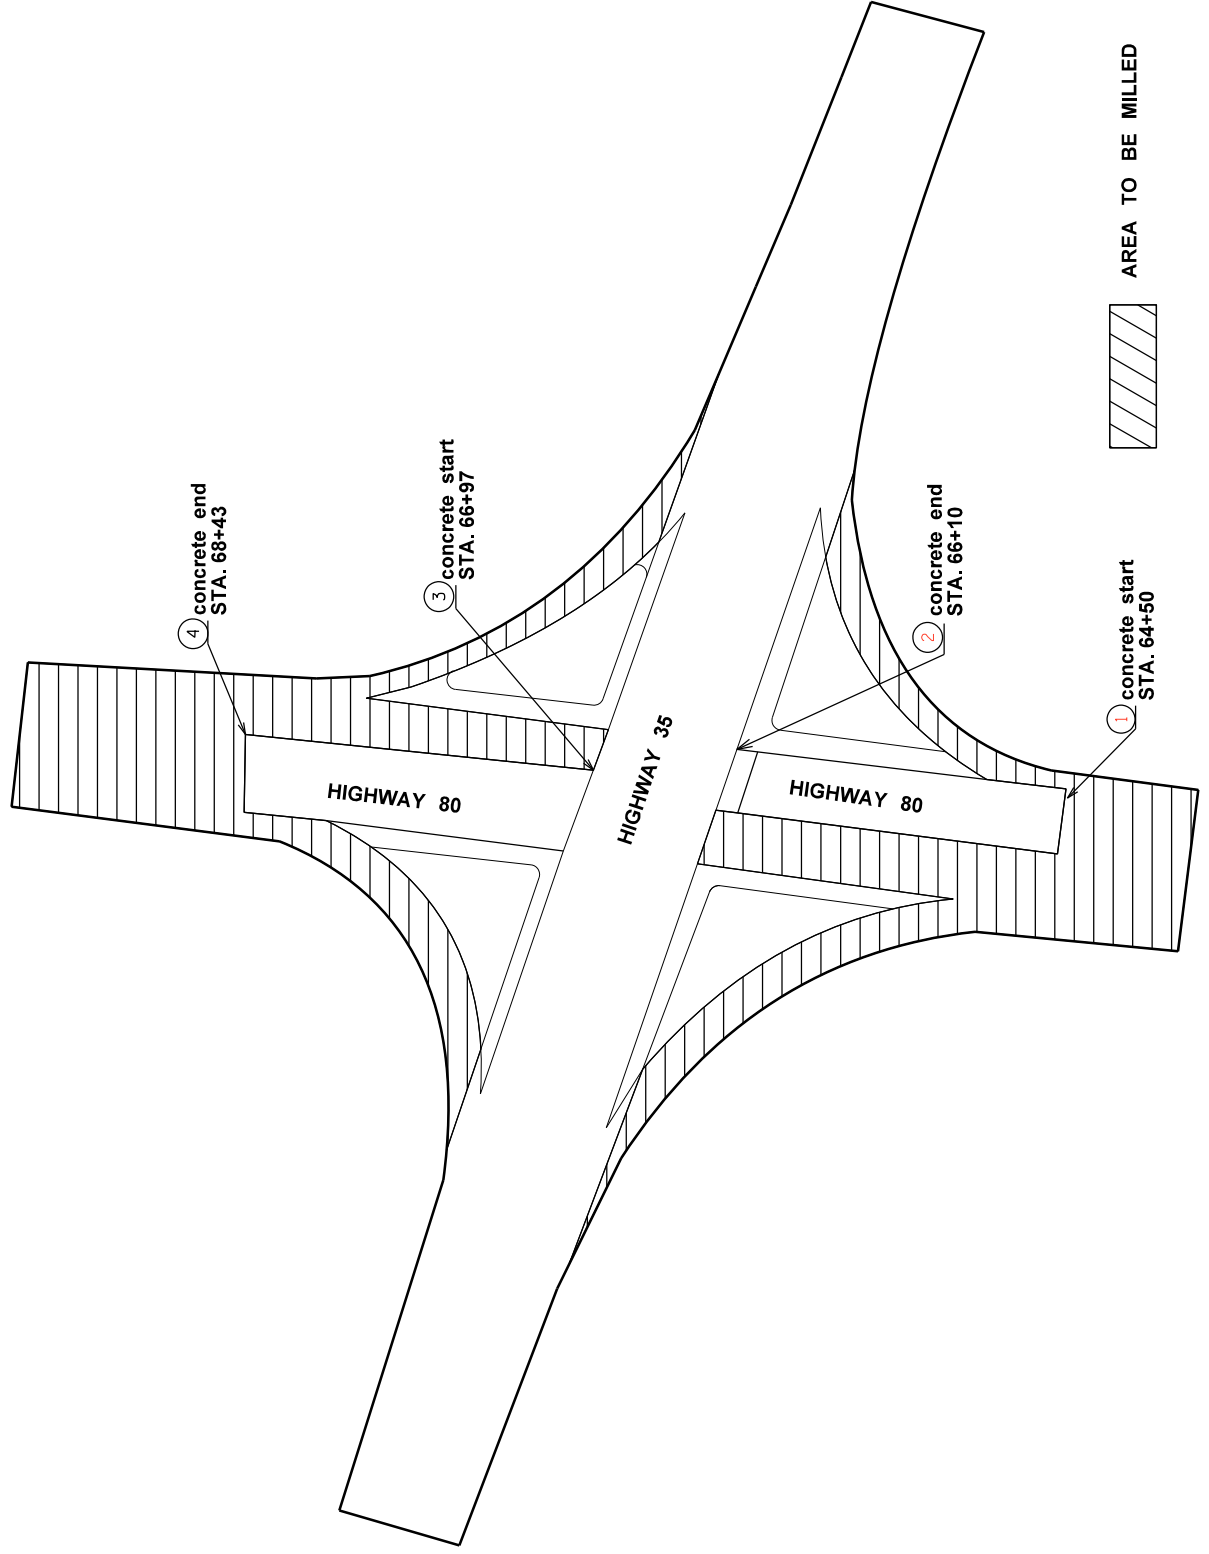 4
concrete end
STA. 68+43
3
concrete start
STA. 66+97
HIGHWAY 80
HIGHWAY 35
HIGHWAY 80
2
concrete end
STA. 66+10
1
concrete start
STA. 64+50
AREA TO BE MILLED